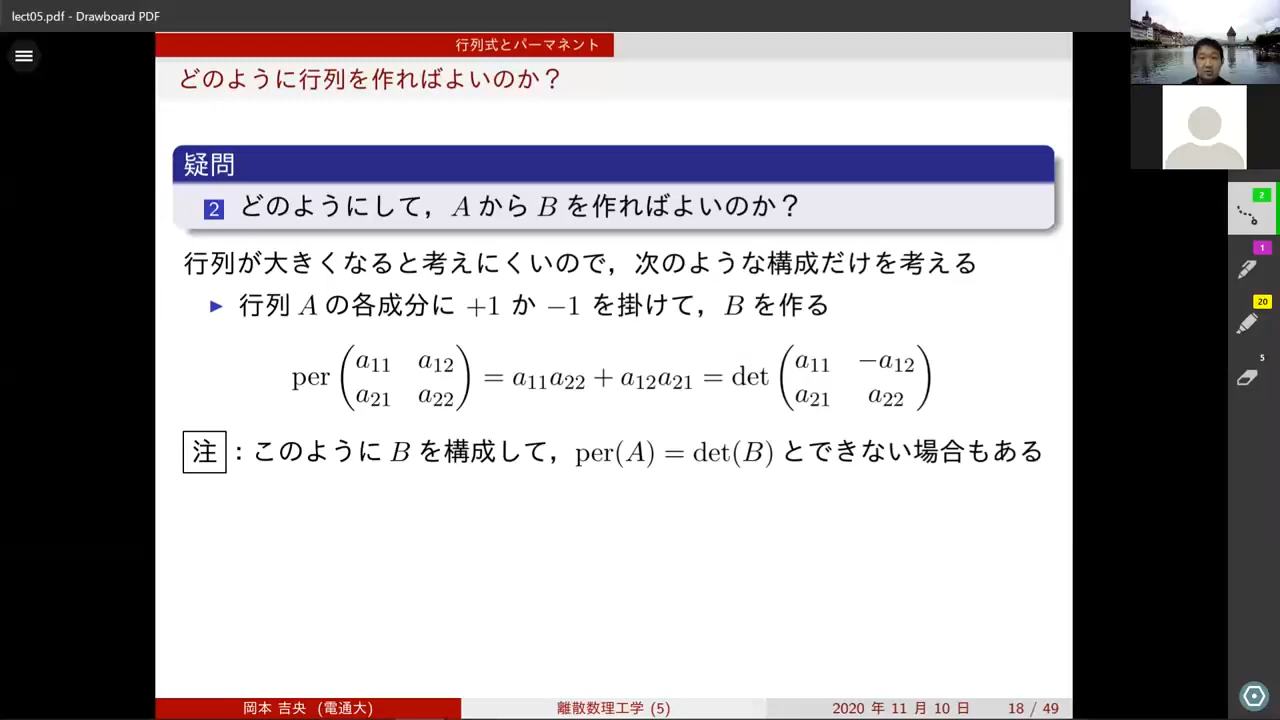 lect05.pdf - Drawboard PDF
行列式とパーマネント
どのように行列を作ればよいのか？
疑問
2 どのようにして，A から B を作ればよいのか？
行列が大きくなると考えにくいので，次のような構成だけを考える
▶ 行列 A の各成分に +1 か −1 を掛けて，B を作る
per ( a11 a12 a21 a22 ) = a11a22 + a12a21 = det ( a11 −a12 a21 a22 )
注：このように B を構成して，per(A) = det(B) とできない場合もある
岡本 吉央 (電通大) 離散数理工学 (5) 2020 年 11 月 10 日 18 / 49
2
1
20
5